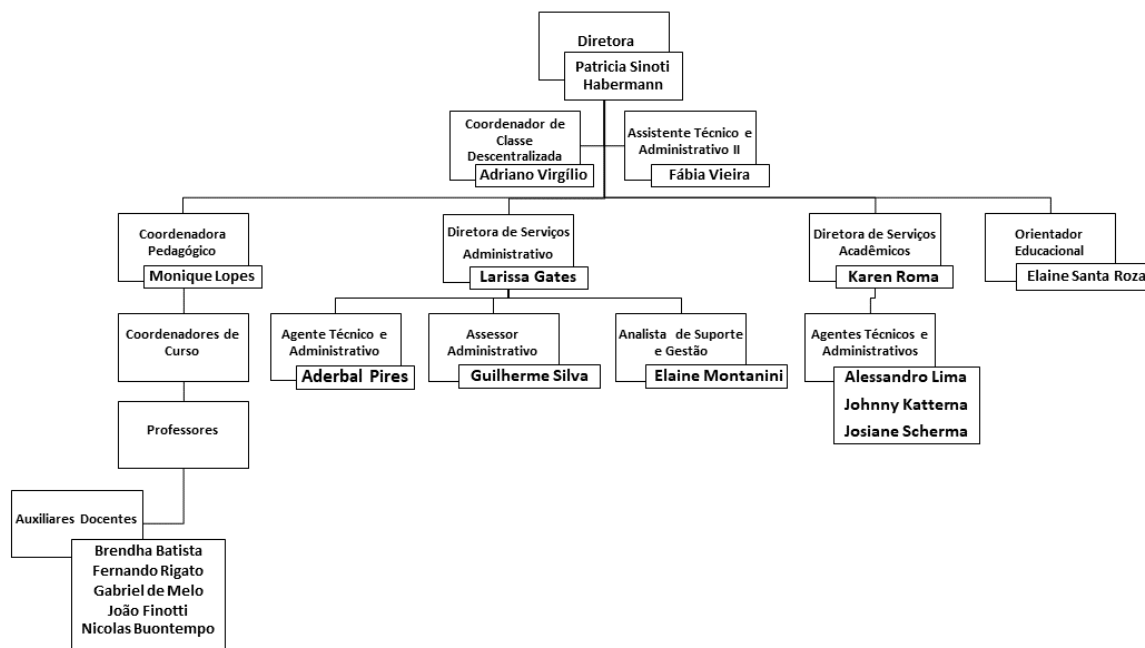 Diretora
Patricia Sinoti
Habermann
Coordenador de
Classe
Descentralizada
Adriano Virgílio
Assistente Técnico e
Administrativo II
Fábia Vieira
Coordenadora
Pedagógico
Monique Lopes
Diretora de Serviços
Administrativo
Larissa Gates
Diretora de Serviços
Acadêmicos
Karen Roma
Orientador
Educacional
Elaine Santa Roza
Coordenadores de
Curso
Agente Técnico e
Administrativo
Aderbal Pires
Assessor
Administrativo
Guilherme Silva
Analista de Suporte
e Gestão
Elaine Montanini
Agentes Técnicos e
Administrativos
Alessandro Lima
Johnny Katterna
Josiane Scherma
Professores
Auxiliares Docentes
Brendha Batista
Fernando Rigato
Gabriel de Melo
João Finotti
Nicolas Buontempo